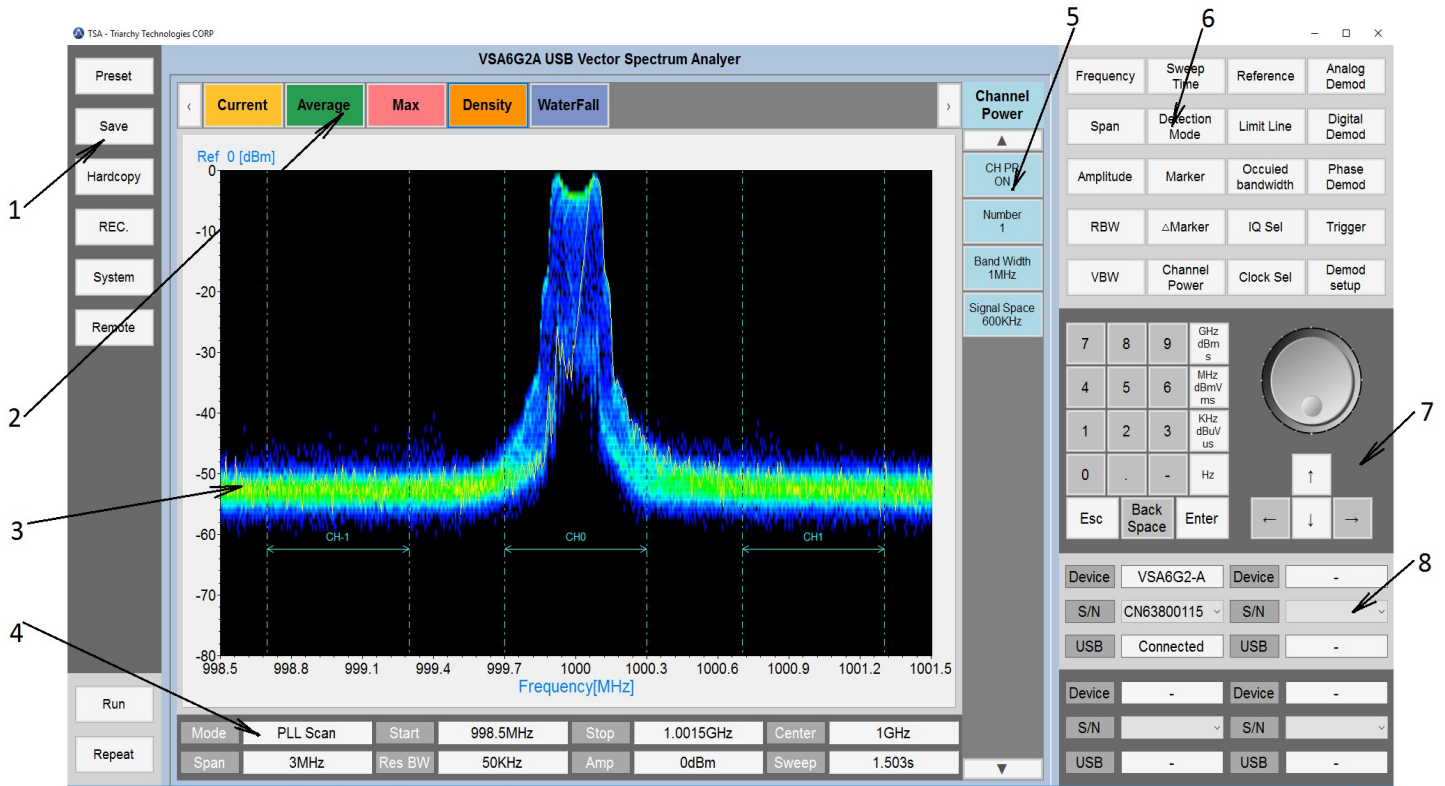 5
6
TSA - Triarchy Technologies CORP
VSA6G2A USB Vector Spectrum Analyer
Preset
Save
Hardcopy
REC.
System
Remote
Run
Repeat
1
2
3
4
Current
Average
Max
Density
WaterFall
Ref 0 [dBm]
0
-10
-20
-30
-40
-50
-60
-70
-80
CH-1
CH0
CH1
998.5
998.8
999.1
999.4
999.7
1000
1000.3
1000.6
1000.9
1001.2
1001.5
Frequency[MHz]
Mode
PLL Scan
Start
998.5MHz
Stop
1.0015GHz
Center
1GHz
Span
3MHz
Res BW
50KHz
Amp
0dBm
Sweep
1.503s
Channel
Power
CH PR
ON
Number
1
Band Width
1MHz
Signal Space
600KHz
Frequency
Sweep
Time
Reference
Analog
Demod
Span
Detection
Mode
Limit Line
Digital
Demod
Amplitude
Marker
Occuied
bandwidth
Phase
Demod
RBW
△Marker
IQ Sel
Trigger
VBW
Channel
Power
Clock Sel
Demod
setup
7
8
9
GHz
dBm
s
4
5
6
MHz
dBmV
ms
1
2
3
KHz
dBuV
us
0
.
-
Hz
Esc
Back
Space
Enter
↑
←
↓
→
7
8
Device
VSA6G2-A
Device
-
S/N
CN63800115
S/N
USB
Connected
USB
-
Device
-
Device
-
S/N
S/N
USB
-
USB
-